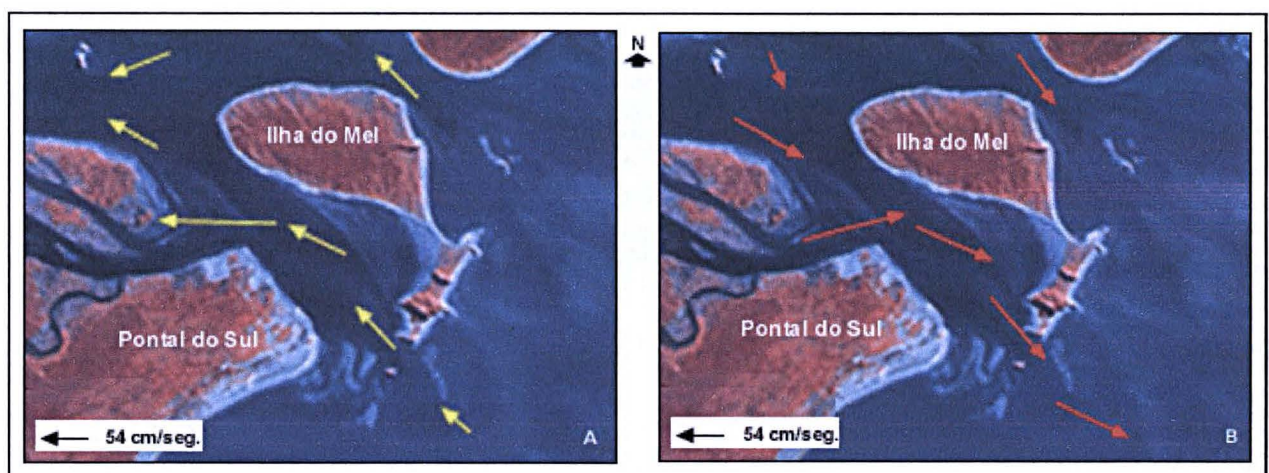 Ilha do Mel
Pontal do Sul
54 cm/seg.
A
N
Ilha do Mel
Pontal do Sul
54 cm/seg.
B